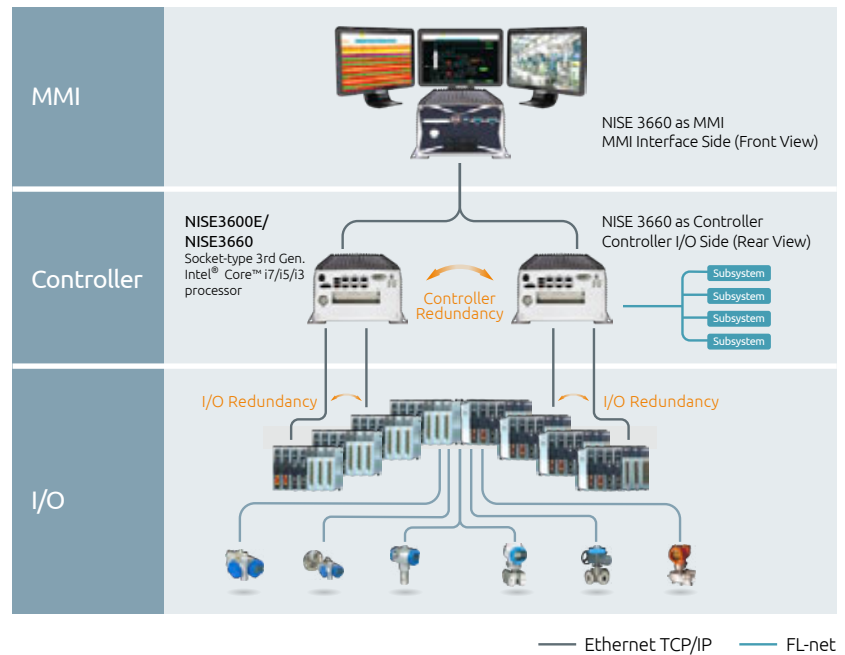 MMI
NISE 3660 as MMI
MMI Interface Side (Front View)
Controller
NISE3600E/
NISE3660
Socket-type 3rd Gen.
Intel® Core™ i7/i5/i3
processor
Controller
Redundancy
NISE 3660 as Controller
Controller I/O Side (Rear View)
Subsystem
Subsystem
Subsystem
Subsystem
I/O
I/O Redundancy
I/O Redundancy
Ethernet TCP/IP
FL-net